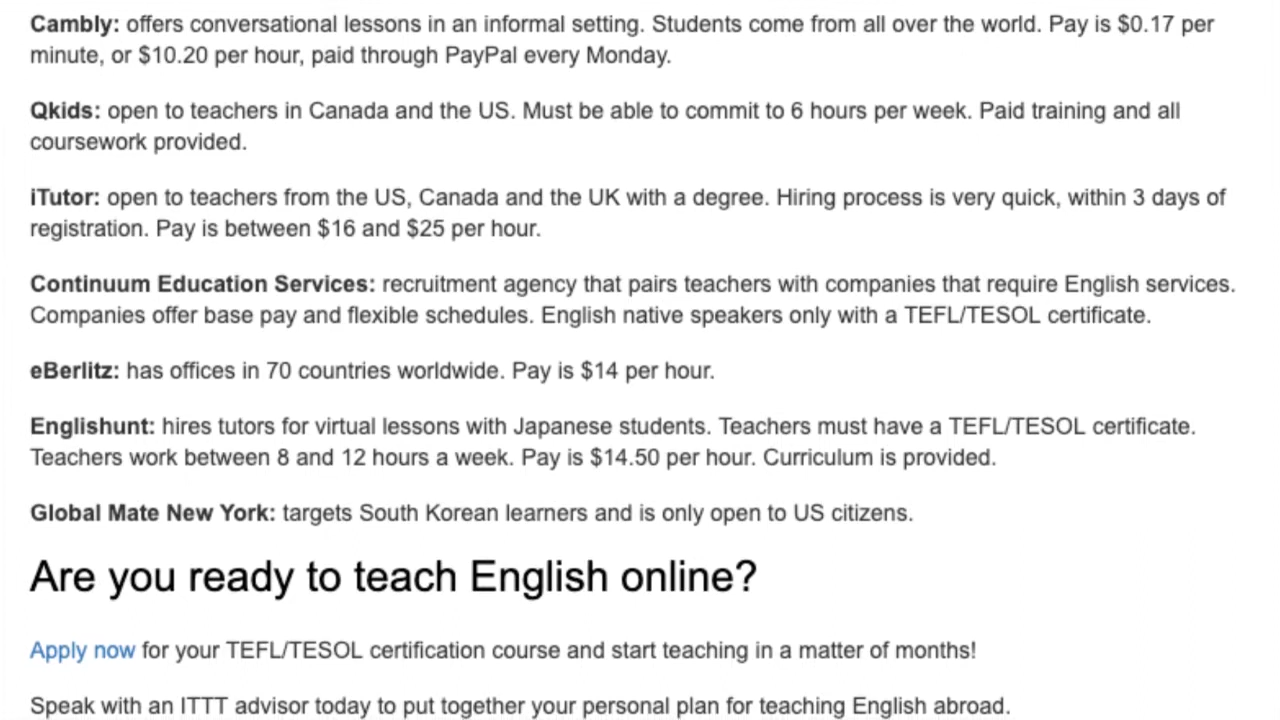 Cambly: offers conversational lessons in an informal setting. Students come from all over the world. Pay is $0.17 per
minute, or $10.20 per hour, paid through PayPal every Monday.
Qkids: open to teachers in Canada and the US. Must be able to commit to 6 hours per week. Paid training and all
coursework provided.
iTutor: open to teachers from the US, Canada and the UK with a degree. Hiring process is very quick, within 3 days of
registration. Pay is between $16 and $25 per hour.
Continuum Education Services: recruitment agency that pairs teachers with companies that require English services.
Companies offer base pay and flexible schedules. English native speakers only with a TEFL/TESOL certificate.
eBerlitz: has offices in 70 countries worldwide. Pay is $14 per hour.
Englishunt: hires tutors for virtual lessons with Japanese students. Teachers must have a TEFL/TESOL certificate.
Teachers work between 8 and 12 hours a week. Pay is $14.50 per hour. Curriculum is provided.
Global Mate New York: targets South Korean learners and is only open to US citizens.
Are you ready to teach English online?
Apply now for your TEFL/TESOL certification course and start teaching in a matter of months!
Speak with an ITTT advisor today to put together your personal plan for teaching English abroad.